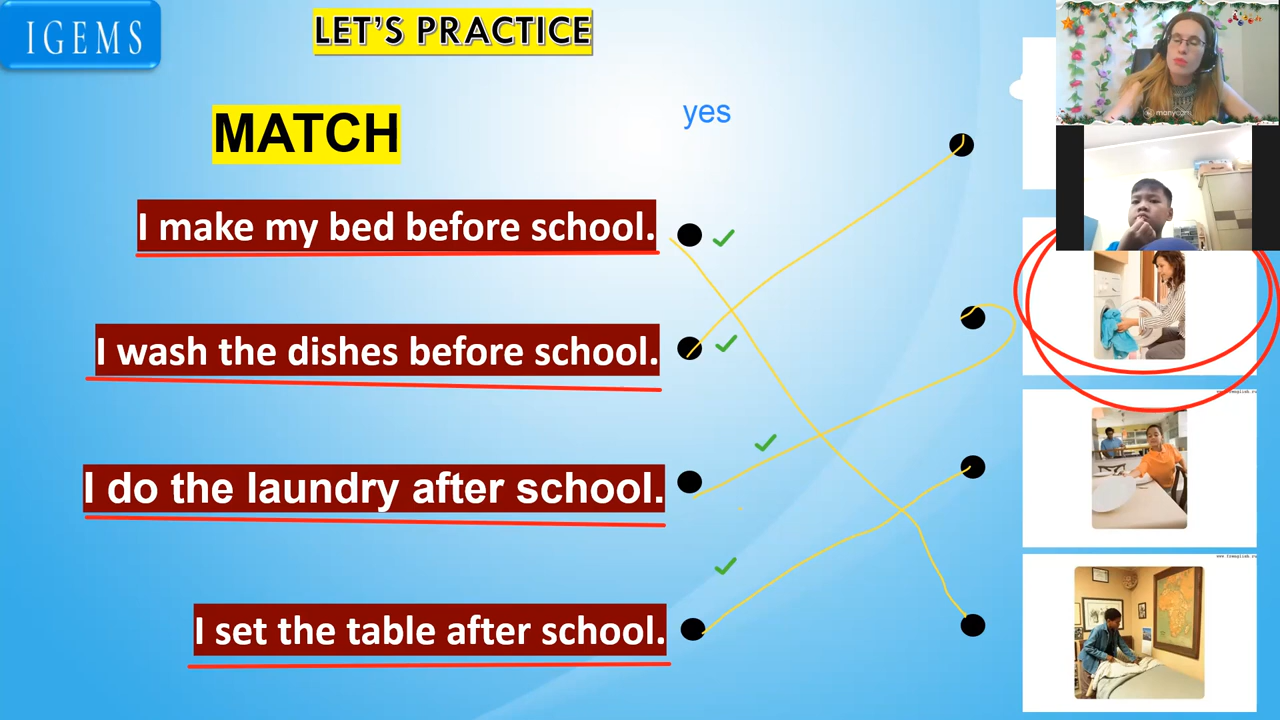 IGEMS
LET'S PRACTICE
MATCH
yes
I make my bed before school.
I wash the dishes before school.
I do the laundry after school.
I set the table after school.
manycam